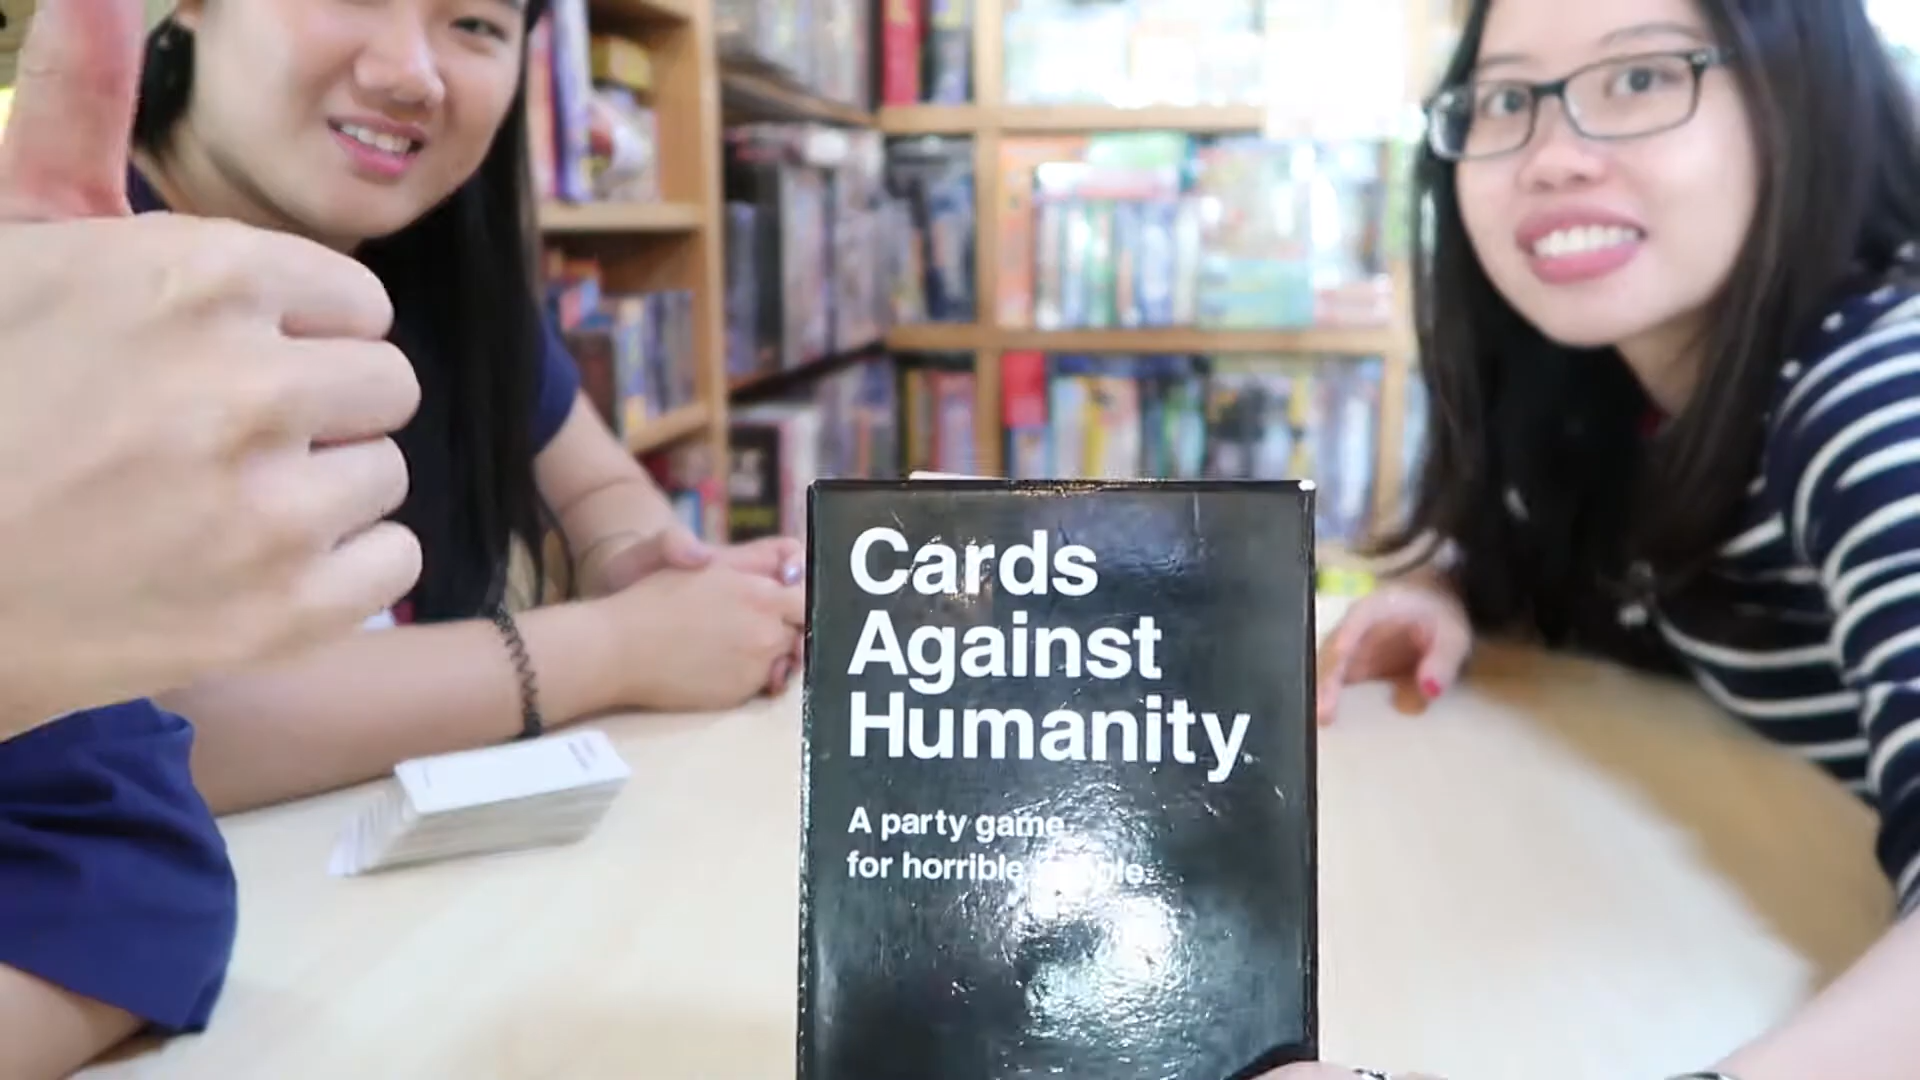 Cards
Against
Humanity
A party game
for horrible